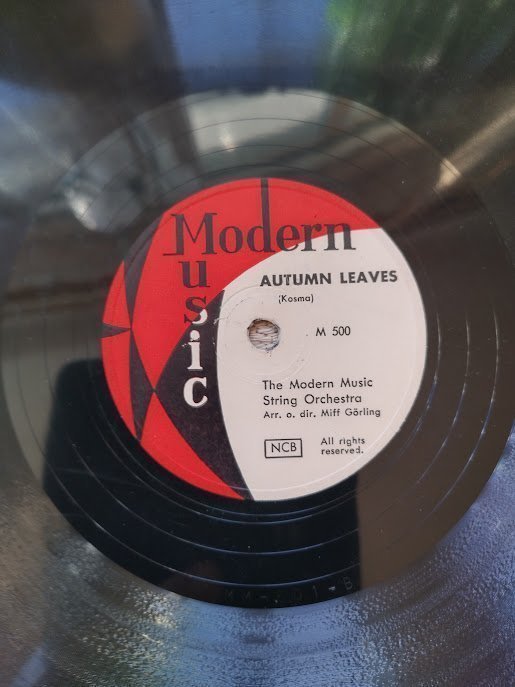 Modern
Music
AUTUMN LEAVES
(Kosma)
M 500
The Modern Music
String Orchestra
Arr. o. dir. Miff Görling
NCB
All rights
reserved.